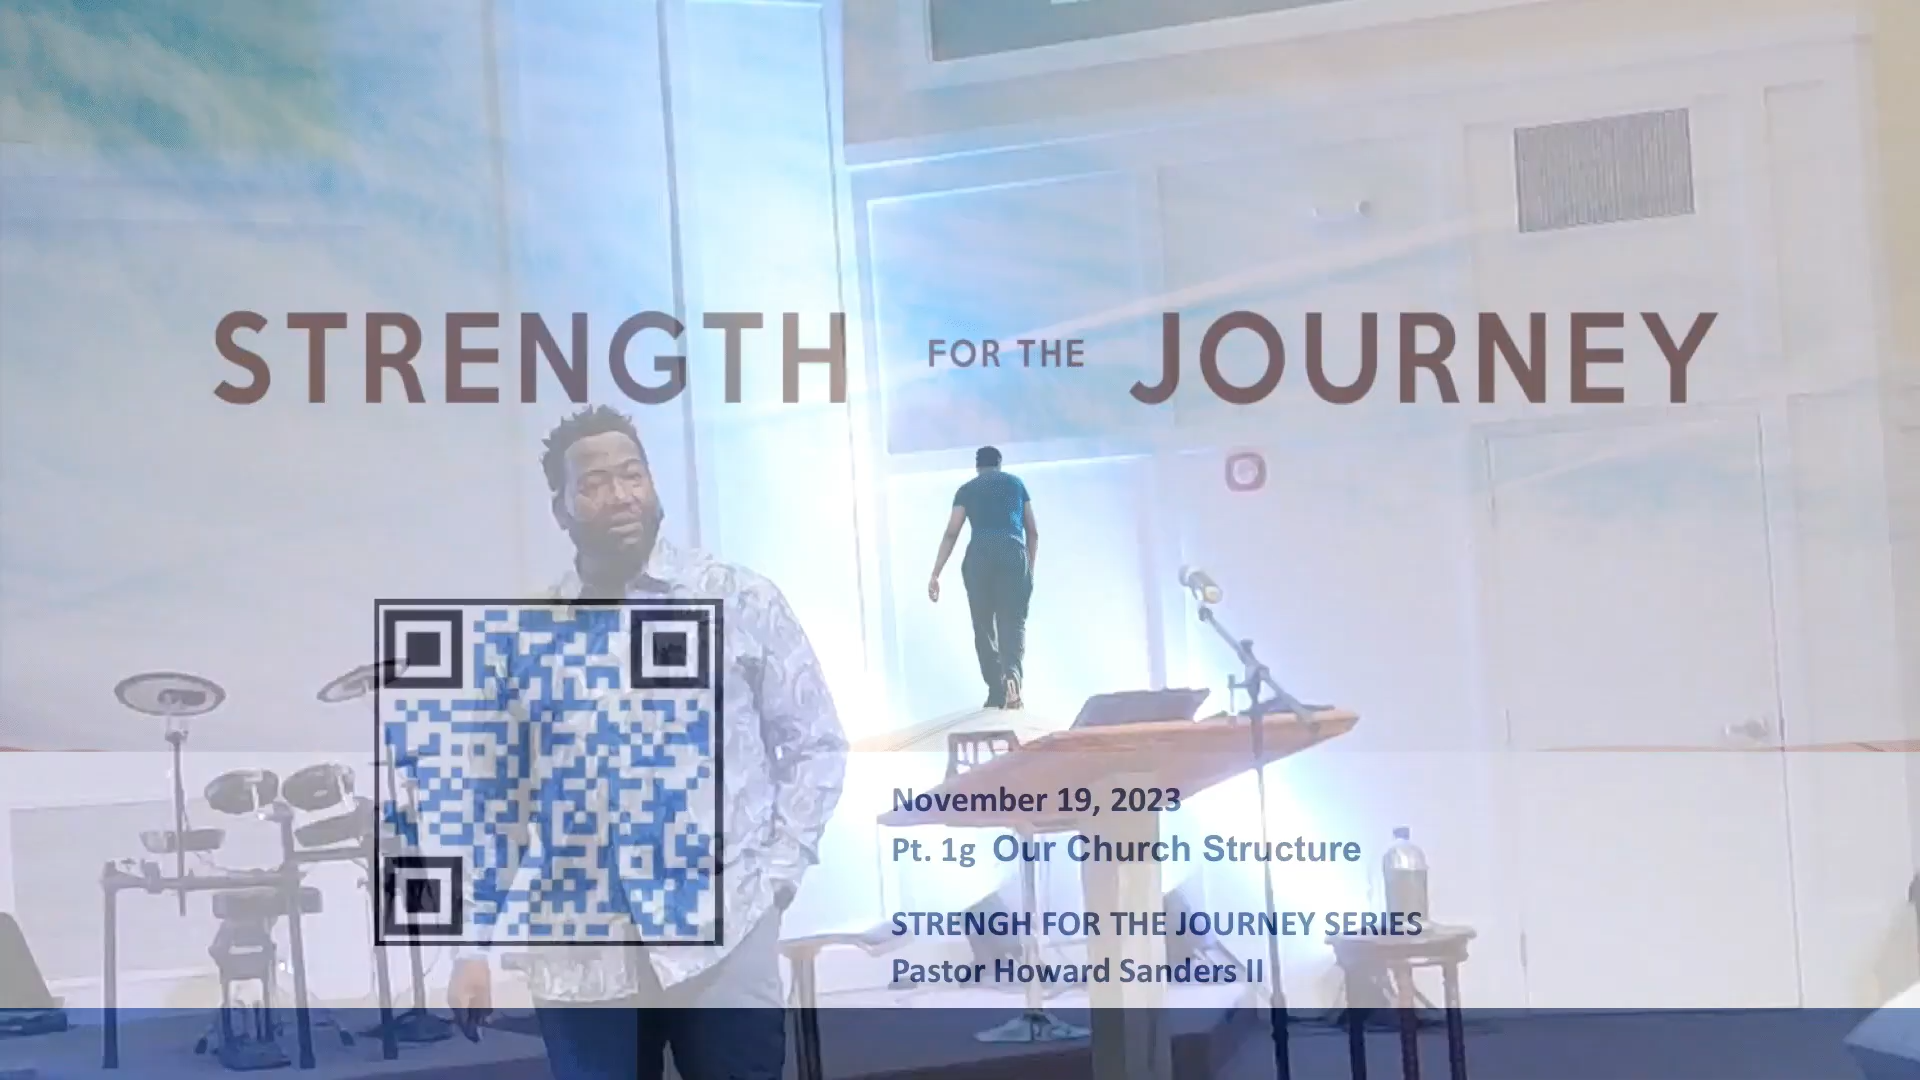 STRENGTH FOR THE JOURNEY
November 19, 2023
Pt. 1g Our Church Structure
STRENGH FOR THE JOURNEY SERIES
Pastor Howard Sanders II